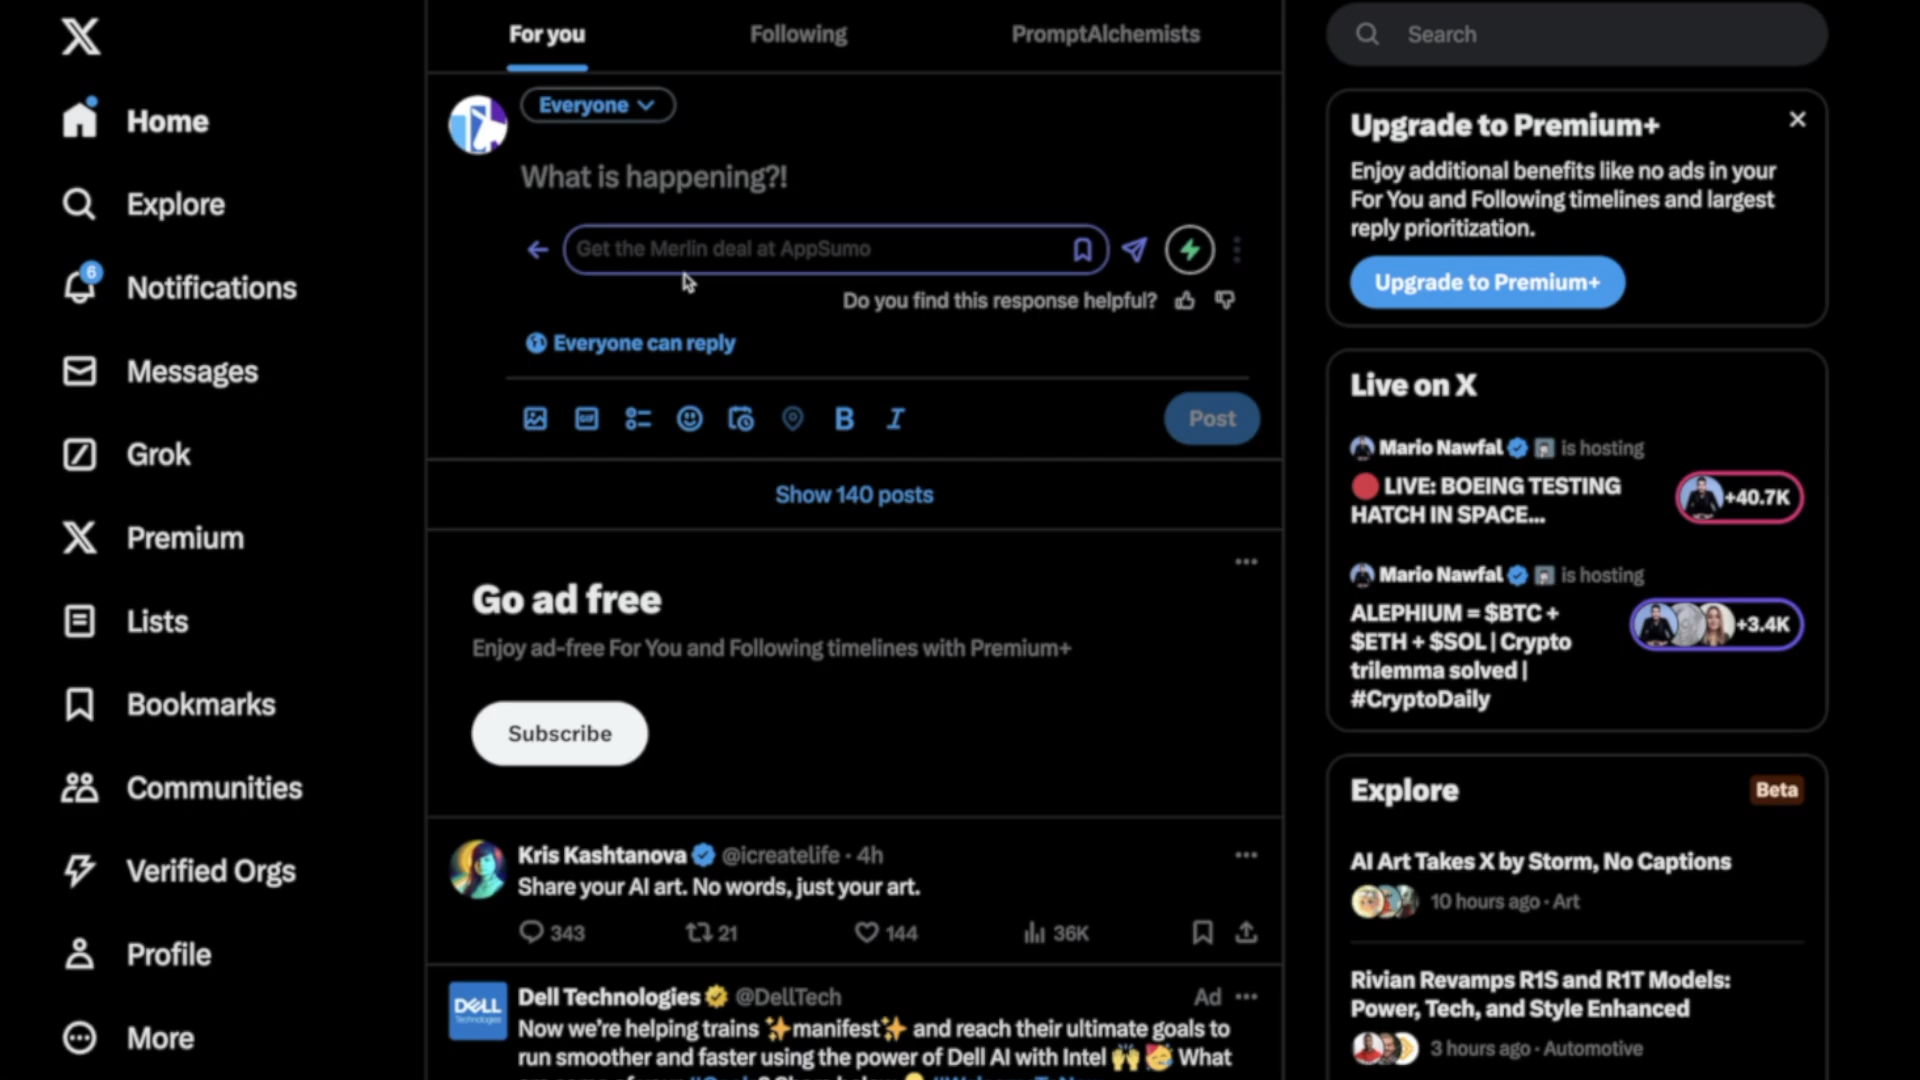 Home
Explore
6
Notifications
Messages
Grok
Premium
Lists
Bookmarks
Communities
Verified Orgs
Profile
More
For you
Following
PromptAlchemists
Everyone
What is happening?!
Get the Merlin deal at AppSumo
Do you find this response helpful?
Everyone can reply
GIF
B I
Post
Show 140 posts
Go ad free
Enjoy ad-free For You and Following timelines with Premium+
Subscribe
Kris Kashtanova @icreatelife · 4h
Share your AI art. No words, just your art.
343
21
144
36K
DELL
Technologies
Dell Technologies @DellTech
Ad
Now we're helping trains ✨manifest✨ and reach their ultimate goals to
run smoother and faster using the power of Dell AI with Intel 🙌 🥳 What
Search
Upgrade to Premium+
Enjoy additional benefits like no ads in your
For You and Following timelines and largest
reply prioritization.
Upgrade to Premium+
Live on X
Mario Nawfal is hosting
🔴 LIVE: BOEING TESTING
HATCH IN SPACE...
+40.7K
Mario Nawfal is hosting
ALEPHIUM = $BTC +
$ETH + $SOL | Crypto
trilemma solved |
#CryptoDaily
+3.4K
Explore
Beta
AI Art Takes X by Storm, No Captions
10 hours ago · Art
Rivian Revamps R1S and R1T Models:
Power, Tech, and Style Enhanced
3 hours ago · Automotive